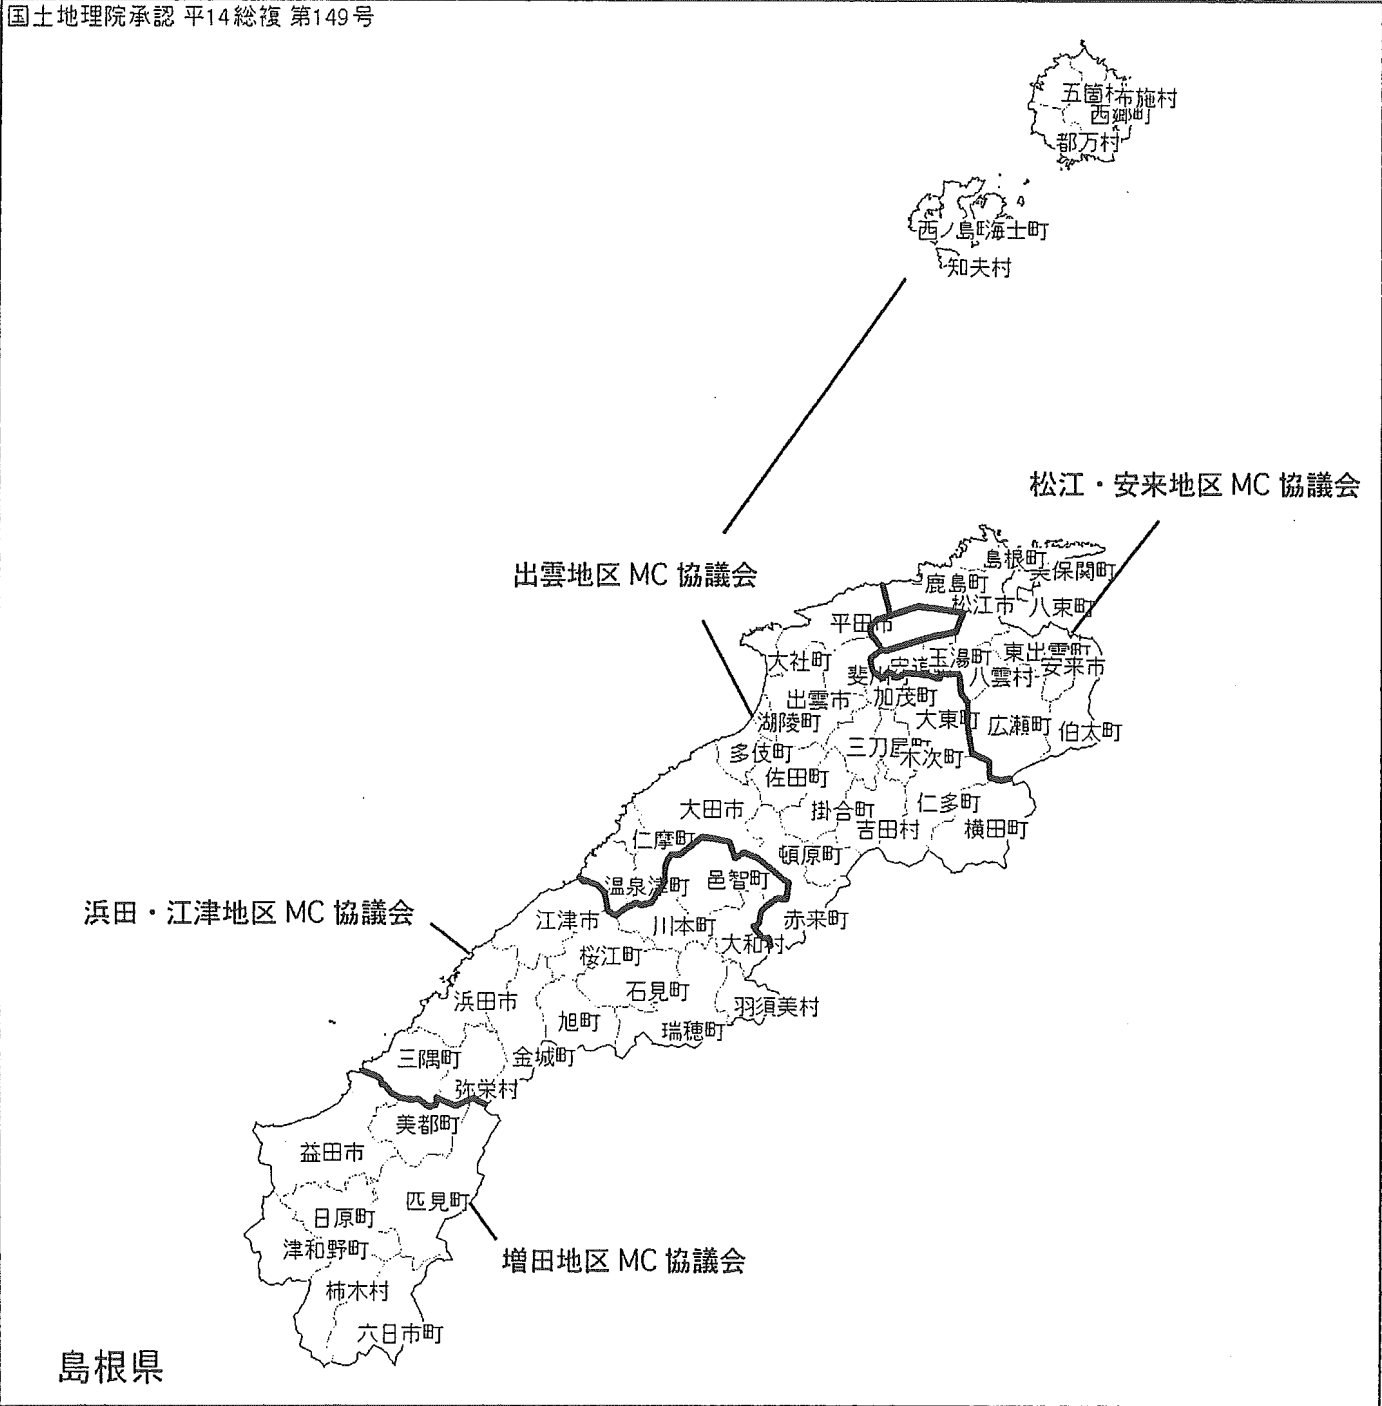 国土地理院承認 平14総複 第149号
五箇村
布施村
西郷町
都万村
西ノ島町
海士町
知夫村
松江・安来地区 MC 協議会
出雲地区 MC 協議会
島根町
美保関町
鹿島町
松江市
八束町
平田市
大社町
玉湯町
東出雲町
安来市
八雲村
斐川町
出雲市
加茂町
湖陵町
大東町
広瀬町
伯太町
多伎町
三刀屋町
木次町
佐田町
大田市
掛合町
仁多町
吉田村
横田町
仁摩町
頓原町
温泉津町
邑智町
浜田・江津地区 MC 協議会
江津市
川本町
赤来町
大和村
桜江町
石見町
浜田市
羽須美村
旭町
瑞穂町
三隅町
金城町
弥栄村
美都町
益田市
匹見町
日原町
津和野町
増田地区 MC 協議会
柿木村
六日市町
島根県